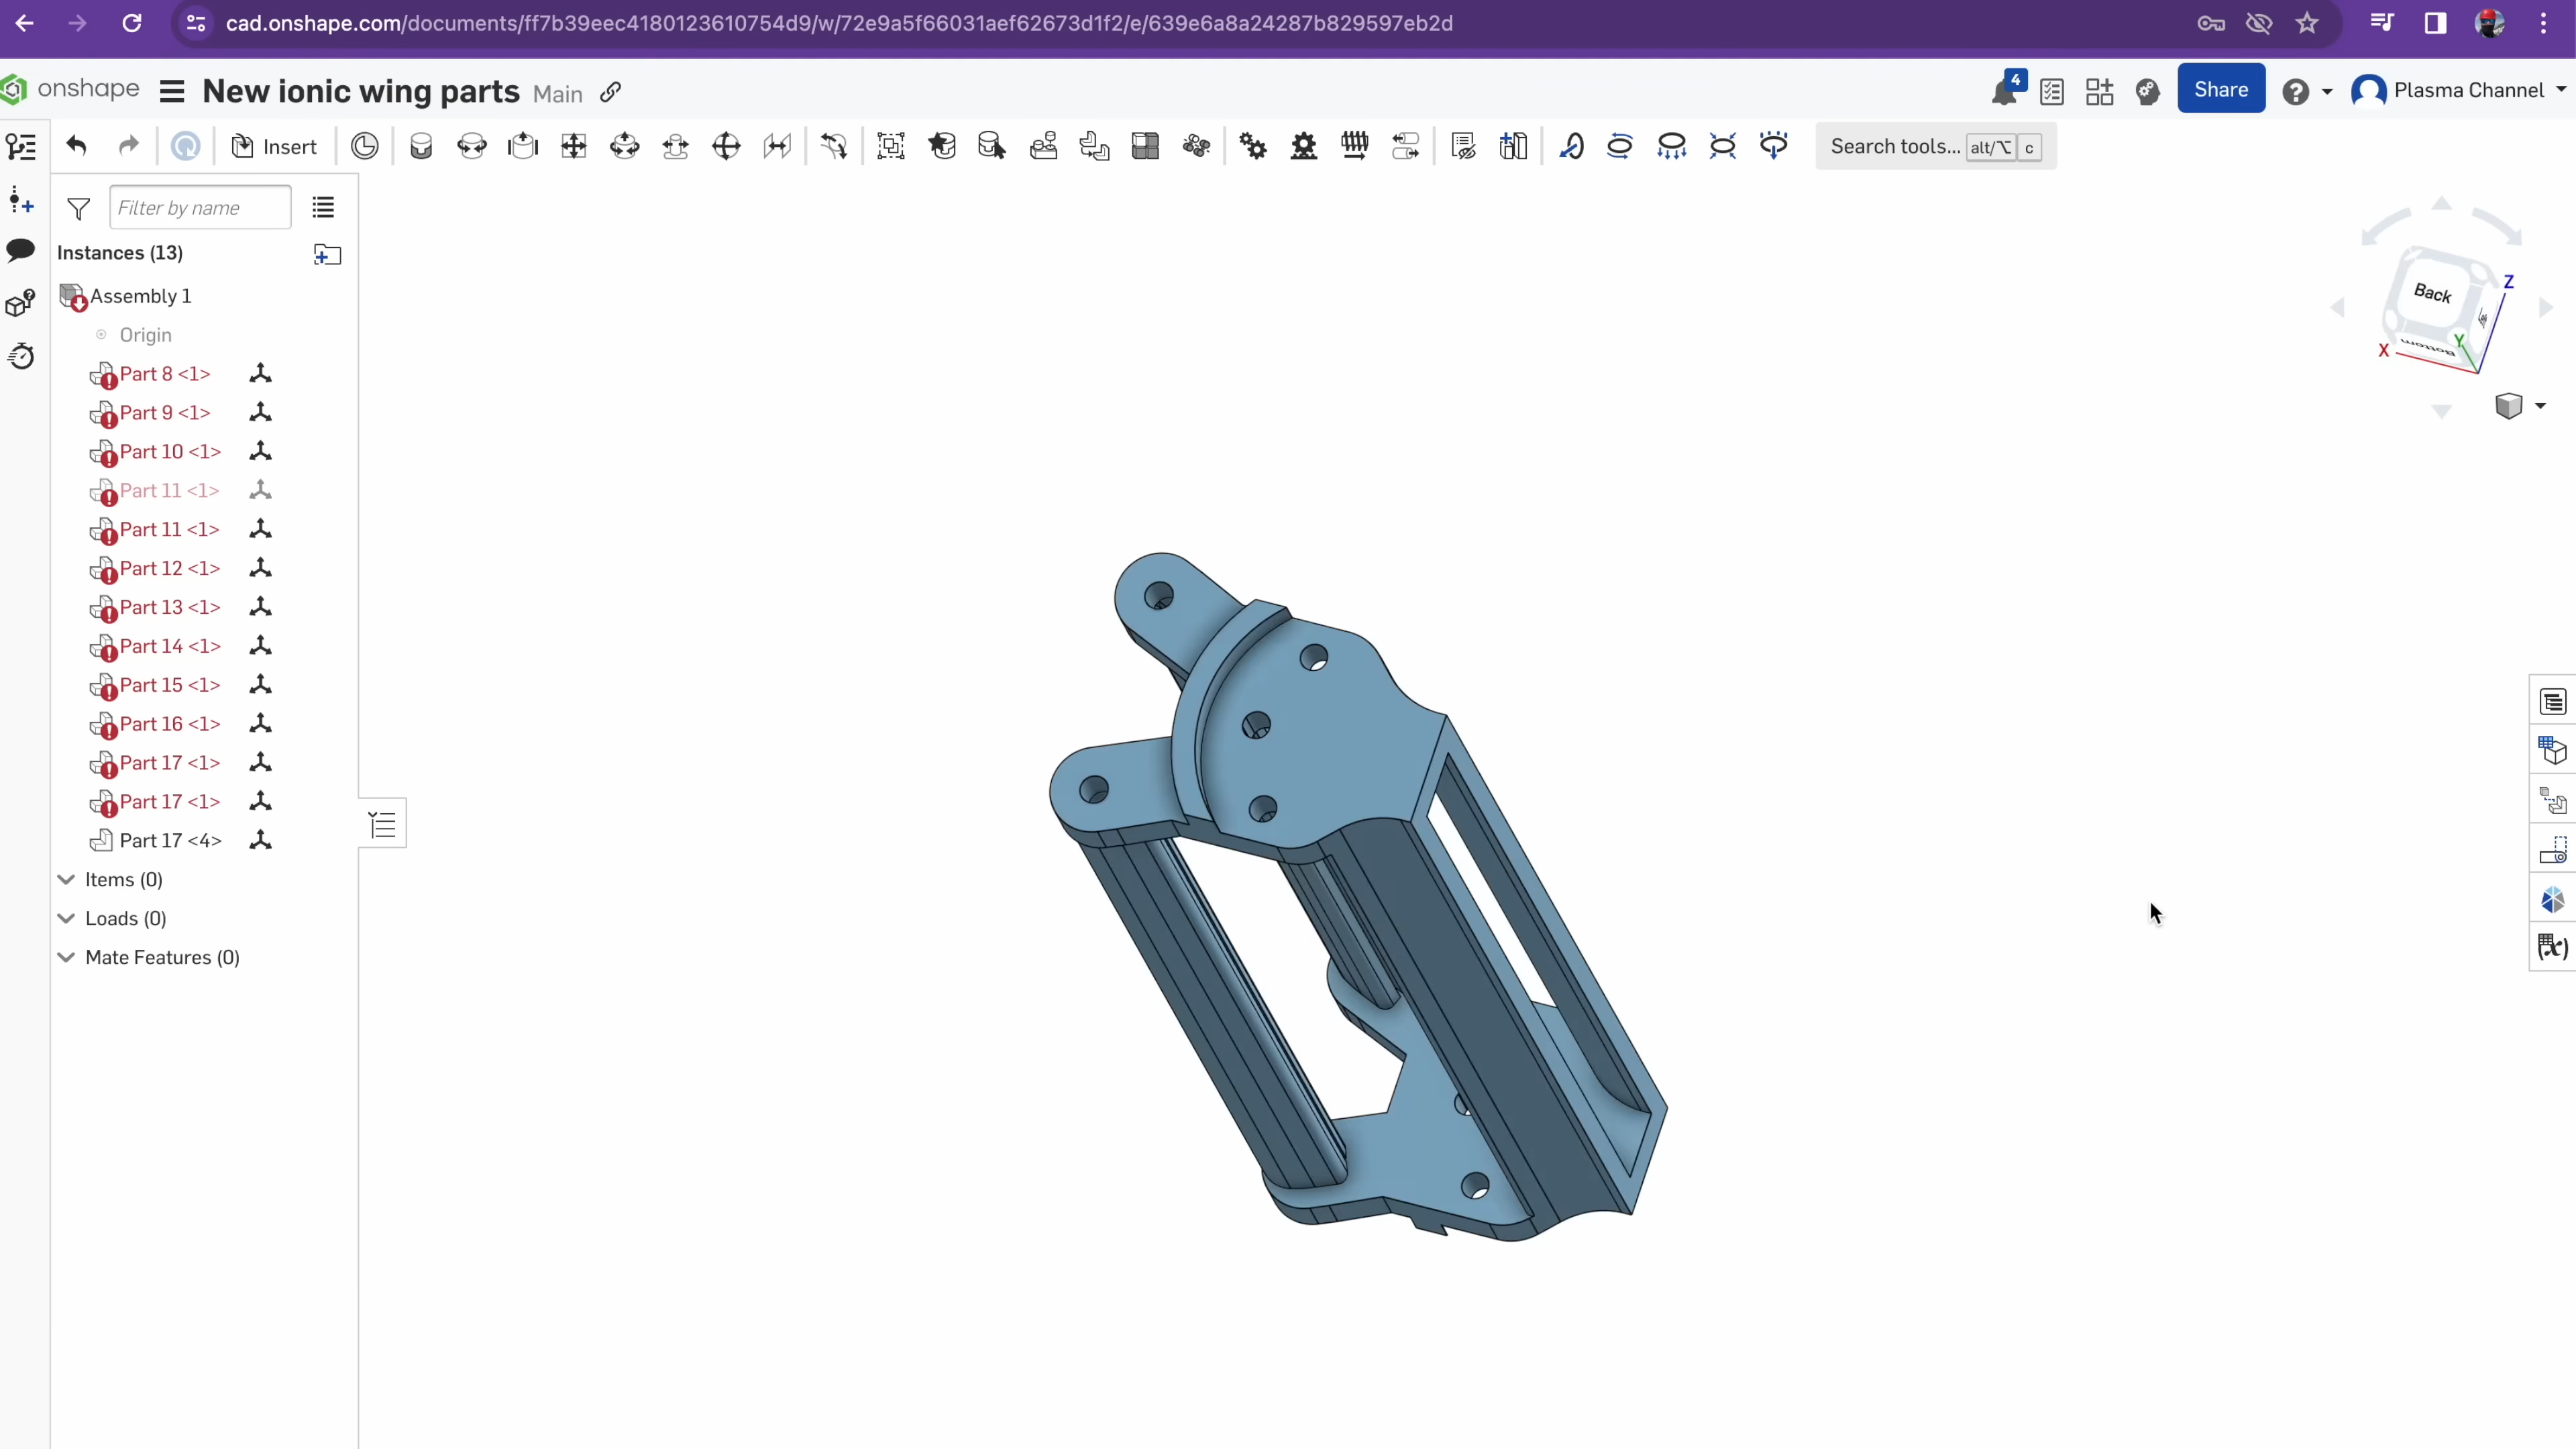 cad.onshape.com/documents/ff7b39eec4180123610754d9/w/72e9a5f66031aef62673d1f2/e/639e6a8a24287b829597eb2d
onshape New ionic wing parts Main 4 Share Plasma Channel
Insert Search tools... alt/⌥ c
Filter by name
Instances (13)
Assembly 1
Origin
Part 8 <1>
Part 9 <1>
Part 10 <1>
Part 11 <1>
Part 11 <1>
Part 12 <1>
Part 13 <1>
Part 14 <1>
Part 15 <1>
Part 16 <1>
Part 17 <1>
Part 17 <1>
Part 17 <4>
Items (0)
Loads (0)
Mate Features (0)
Z
Back
Y
X
Bottom
(x)